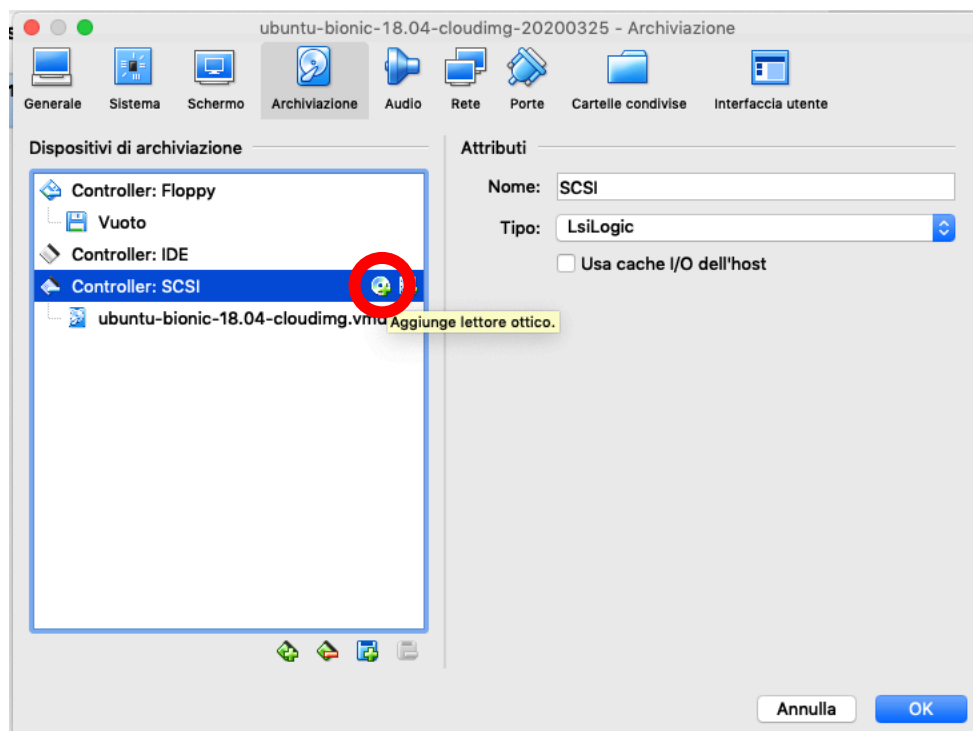 ubuntu-bionic-18.04-cloudimg-20200325 - Archiviazione
Generale Sistema Schermo Archiviazione Audio Rete Porte Cartelle condivise Interfaccia utente
Dispositivi di archiviazione
Controller: Floppy
Vuoto
Controller: IDE
Controller: SCSI
ubuntu-bionic-18.04-cloudimg.vmd
Aggiunge lettore ottico.
Attributi
Nome: SCSI
Tipo: LsiLogic
Usa cache I/O dell'host
Annulla OK